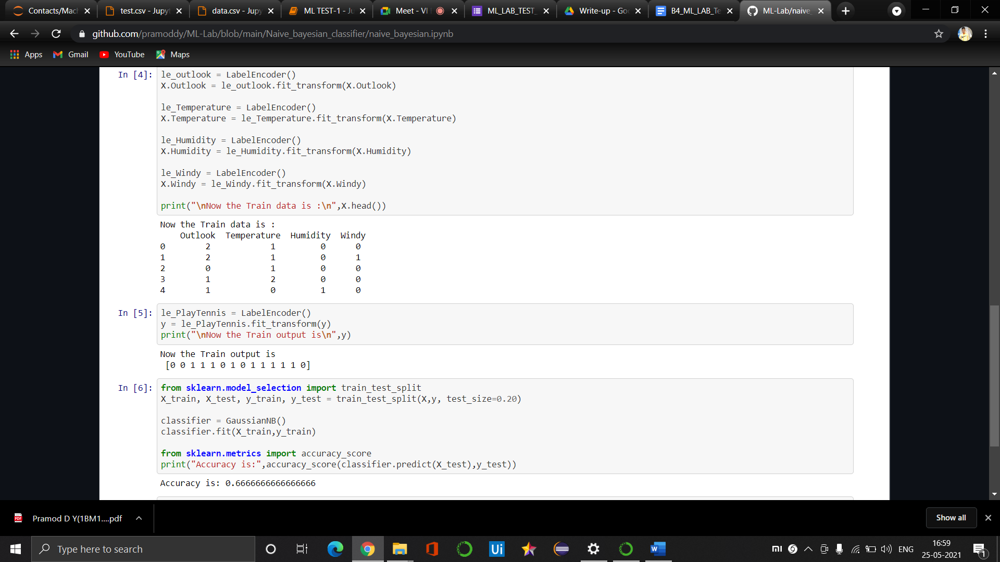 Contacts/Mach
test.csv - Jupyt
data.csv - Jupy
ML TEST-1 - Ju
Meet - VI
ML_LAB_TEST_
Write-up - Goo
B4_ML_LAB_Te
ML-Lab/naive_
github.com/pramoddy/ML-Lab/blob/main/Naive_bayesian_classifier/naive_bayesian.ipynb
Apps Gmail YouTube Maps
In [4]: le_outlook = LabelEncoder()
X.Outlook = le_outlook.fit_transform(X.Outlook)
le_Temperature = LabelEncoder()
X.Temperature = le_Temperature.fit_transform(X.Temperature)
le_Humidity = LabelEncoder()
X.Humidity = le_Humidity.fit_transform(X.Humidity)
le_Windy = LabelEncoder()
X.Windy = le_Windy.fit_transform(X.Windy)
print("\nNow the Train data is :\n",X.head())
Now the Train data is :
Outlook Temperature Humidity Windy
0 2 1 0 0
1 2 1 0 1
2 0 1 0 0
3 1 2 0 0
4 1 0 1 0
In [5]: le_PlayTennis = LabelEncoder()
y = le_PlayTennis.fit_transform(y)
print("\nNow the Train output is\n",y)
Now the Train output is
[0 0 1 1 1 0 1 0 1 1 1 1 1 0]
In [6]: from sklearn.model_selection import train_test_split
X_train, X_test, y_train, y_test = train_test_split(X,y, test_size=0.20)
classifier = GaussianNB()
classifier.fit(X_train,y_train)
from sklearn.metrics import accuracy_score
print("Accuracy is:",accuracy_score(classifier.predict(X_test),y_test))
Accuracy is: 0.6666666666666666
PDF Pramod D Y(1BM1....pdf
Show all
Type here to search
Ui
W
mi
ENG
16:59
25-05-2021
1